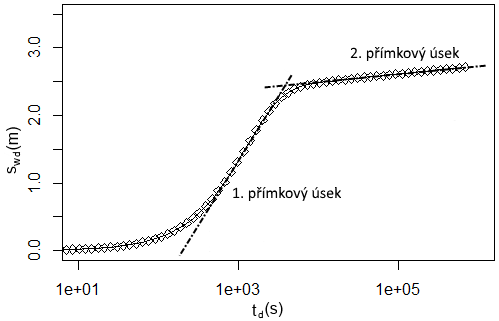 3.0
2.0
1.0
0.0
s_wd(m)
2. přímkový úsek
1. přímkový úsek
1e+01
1e+03
1e+05
t_d(s)